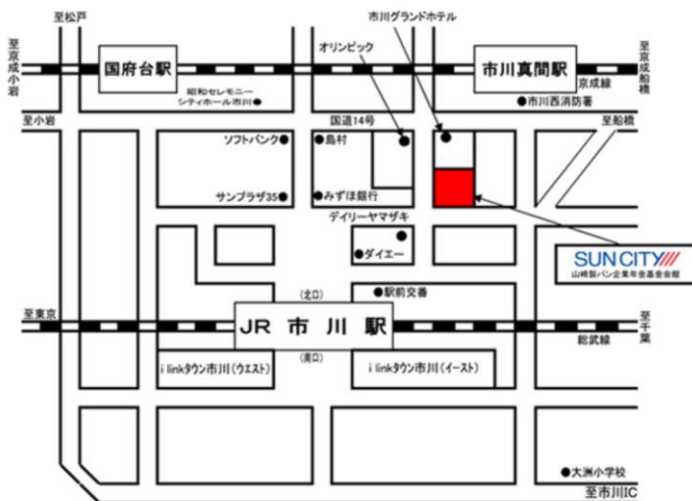 至松戸
市川グランドホテル
オリンピック
至京成小岩
国府台駅
市川真間駅
至京成船橋
京成線
昭和セレモニー
シティホール市川
市川西消防署
至小岩
国道14号
至船橋
ソフトバンク
島村
サンプラザ35
みずほ銀行
デイリーヤマザキ
ダイエー
SUN CITY
山崎製パン企業年金基金会館
(北口)
駅前交番
至東京
JR 市川駅
至千葉
総武線
(南口)
i linkタウン市川(ウエスト)
i linkタウン市川(イースト)
大洲小学校
至市川IC